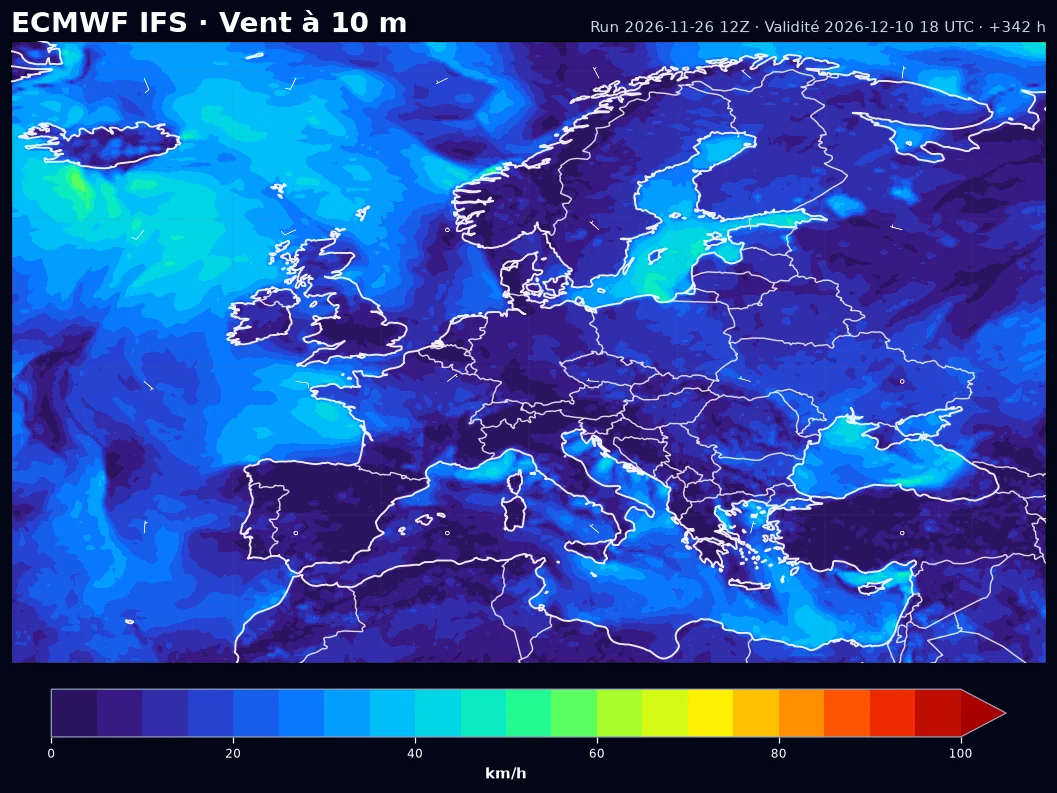 ECMWF IFS · Vent à 10 m
Run 2026-11-26 12Z · Validité 2026-12-10 18 UTC · +342 h
0 20 40 60 80 100
km/h